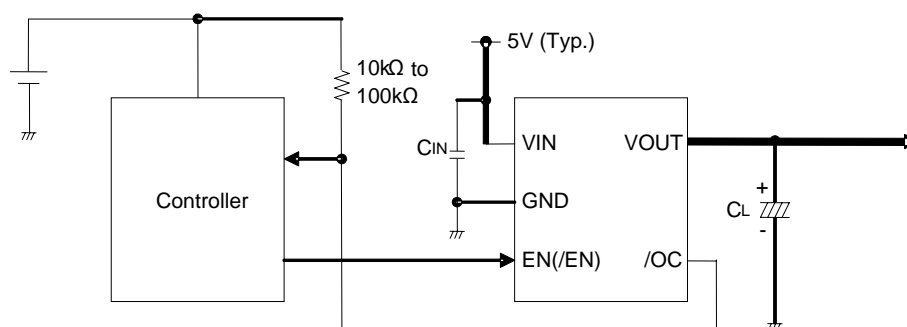 5V (Typ.)
10kΩ to
100kΩ
CIN
VIN
VOUT
Controller
GND
+
CL
-
EN(/EN)
/OC